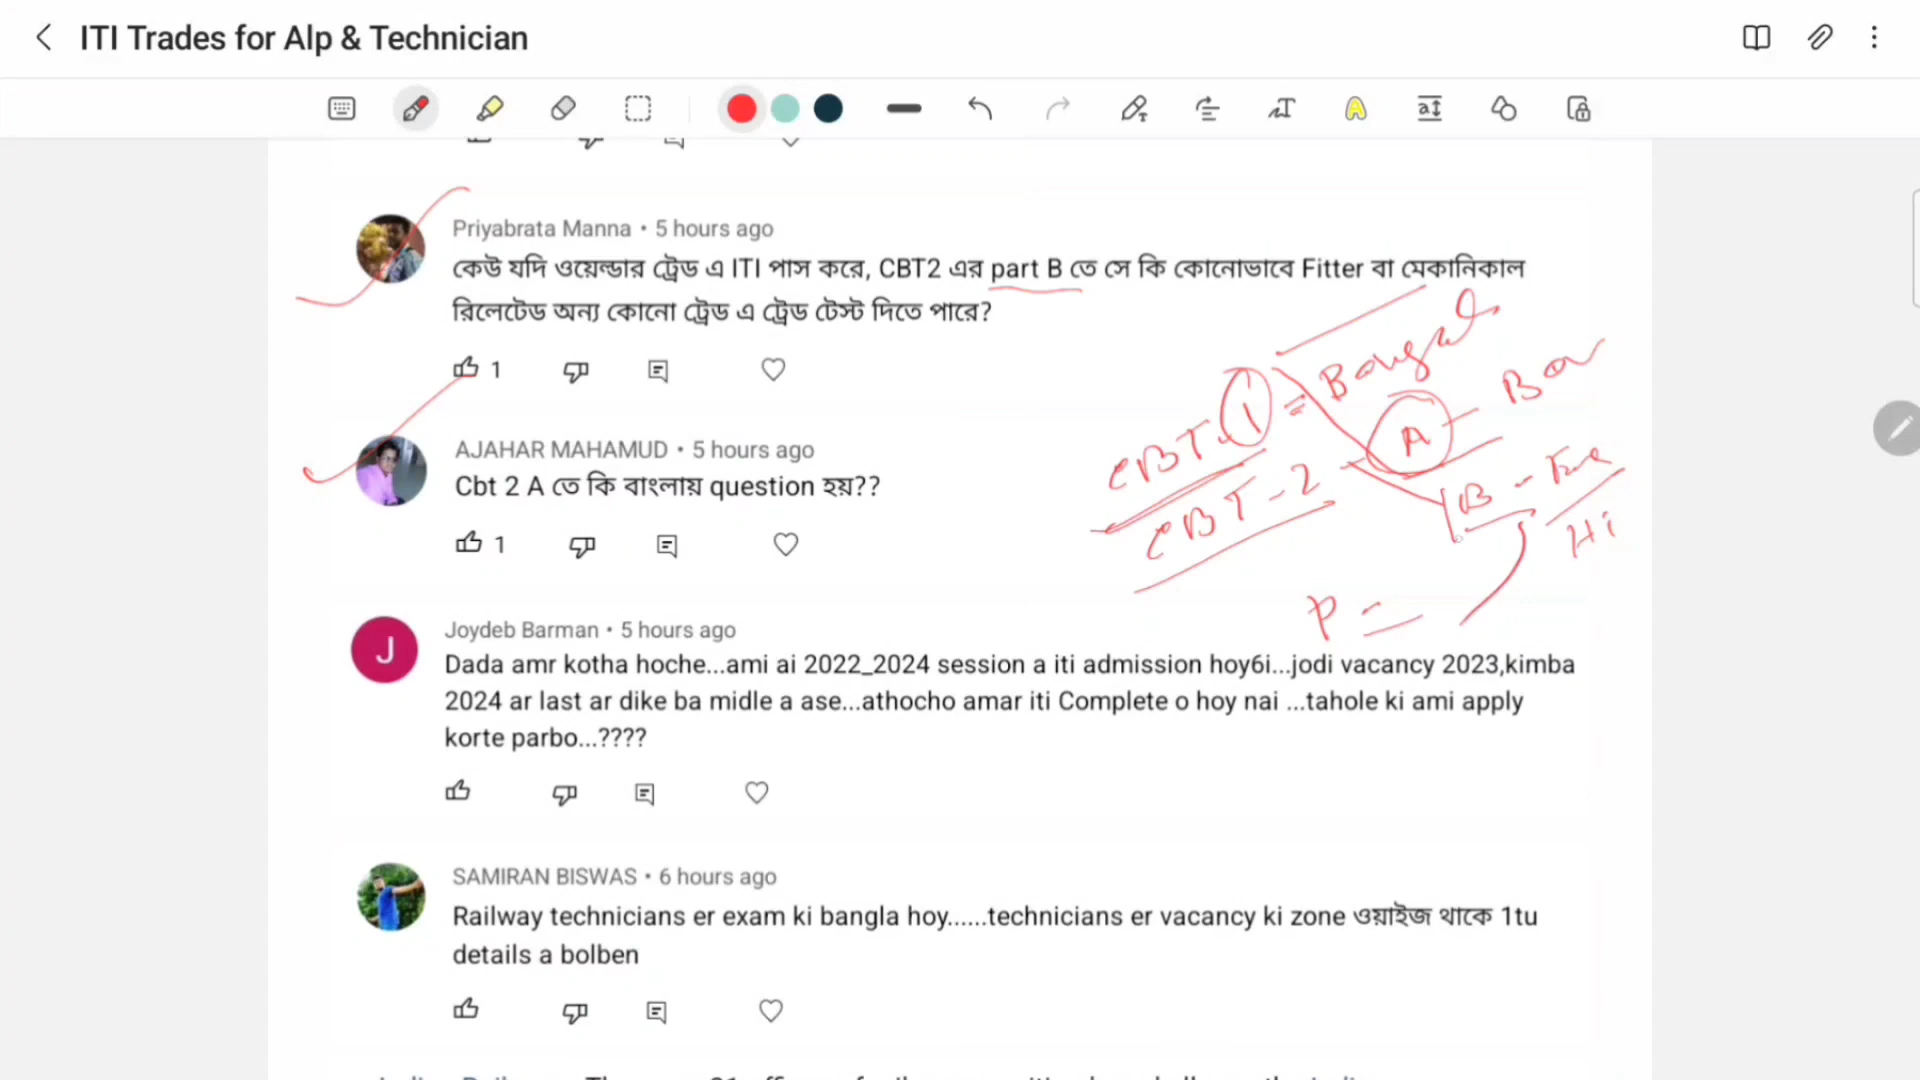 ITI Trades for Alp & Technician
Priyabrata Manna • 5 hours ago
কেউ যদি ওয়েল্ডার ট্রেড এ ITI পাস করে, CBT2 এর part B তে সে কি কোনোভাবে Fitter বা মেকানিকাল
রিলেটেড অন্য কোনো ট্রেড এ ট্রেড টেস্ট দিতে পারে?
1
CBT-1 =
A -
CBT-2
B -
Hi
P =
AJAHAR MAHAMUD • 5 hours ago
Cbt 2 A তে কি বাংলায় question হয়??
1
J
Joydeb Barman • 5 hours ago
Dada amr kotha hoche...ami ai 2022_2024 session a iti admission hoy6i...jodi vacancy 2023,kimba
2024 ar last ar dike ba midle a ase...athocho amar iti Complete o hoy nai ...tahole ki ami apply
korte parbo...????
SAMIRAN BISWAS • 6 hours ago
Railway technicians er exam ki bangla hoy......technicians er vacancy ki zone ওয়াইজ থাকে 1tu
details a bolben